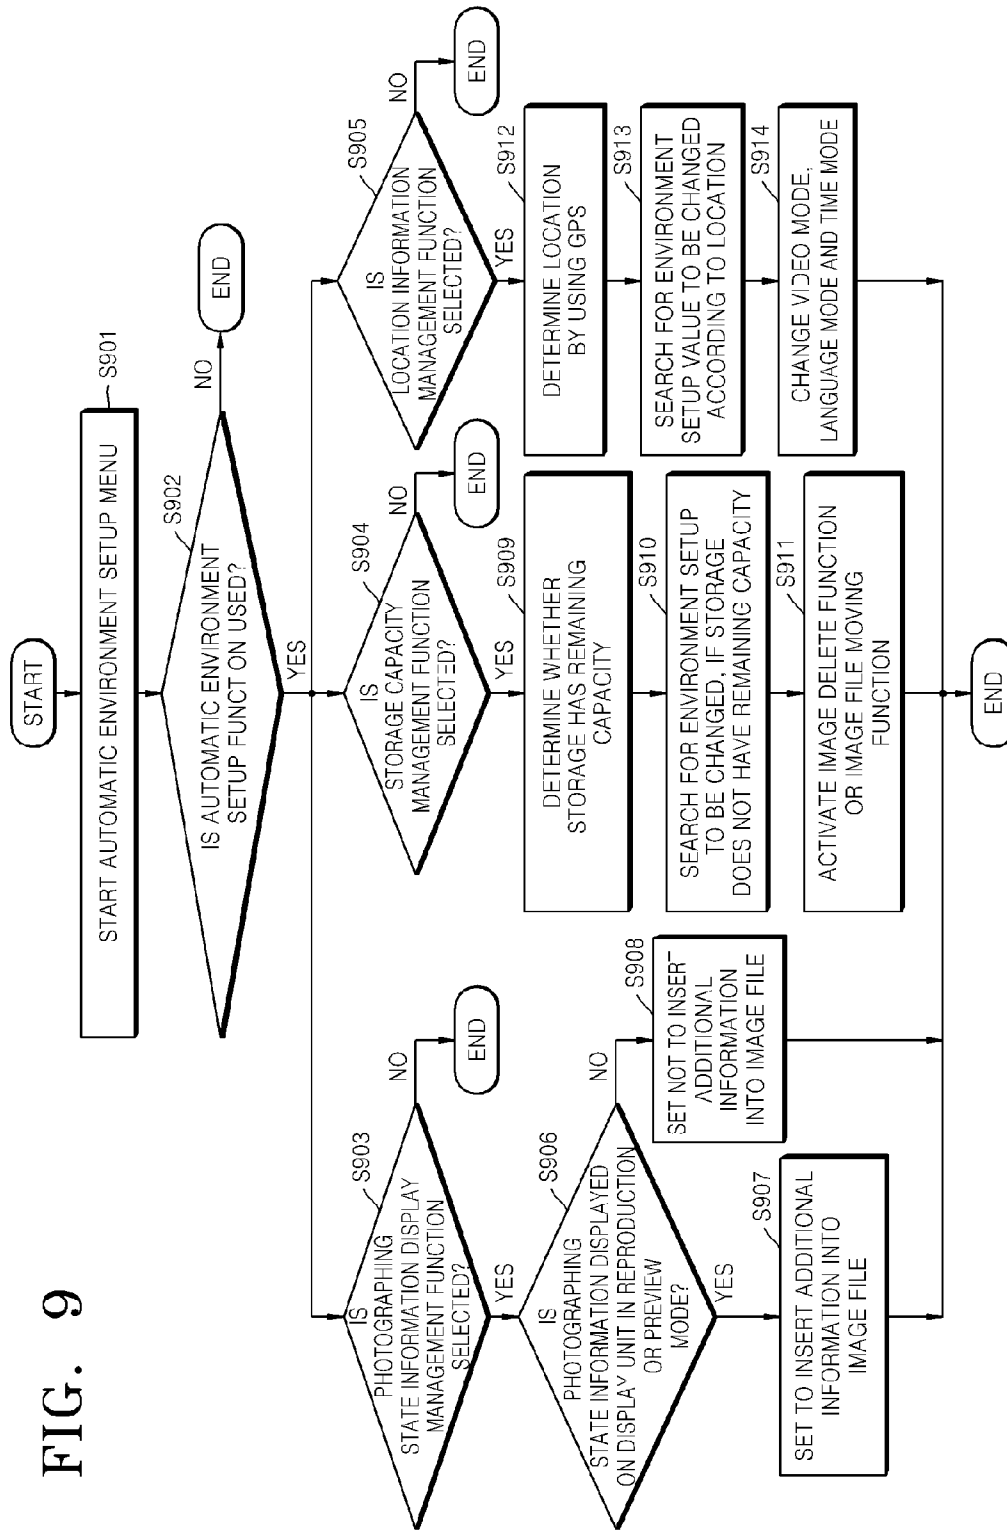 FIG. 9
START
START AUTOMATIC ENVIRONMENT SETUP MENU
S901
IS AUTOMATIC ENVIRONMENT
SETUP FUNCT ON USED?
S902
NO
END
YES
IS
PHOTOGRAPHING
STATE INFORMATION DISPLAY
MANAGEMENT FUNCTION
SELECTED?
S903
NO
END
YES
IS
PHOTOGRAPHING
STATE INFORMATION DISPLAYED
ON DISPLAY UNIT IN REPRODUCTION
OR PREVIEW
MODE?
S906
NO
YES
SET NOT TO INSERT
ADDITIONAL
INFORMATION
INTO IMAGE FILE
S908
SET TO INSERT ADDITIONAL
INFORMATION INTO
IMAGE FILE
S907
IS
STORAGE CAPACITY
MANAGEMENT FUNCTION
SELECTED?
S904
NO
END
YES
DETERMINE WHETHER
STORAGE HAS REMAINING
CAPACITY
S909
SEARCH FOR ENVIRONMENT SETUP
TO BE CHANGED, IF STORAGE
DOES NOT HAVE REMAINING CAPACITY
S910
ACTIVATE IMAGE DELETE FUNCTION
OR IMAGE FILE MOVING
FUNCTION
S911
IS
LOCATION INFORMATION
MANAGEMENT FUNCTION
SELECTED?
S905
NO
END
YES
DETERMINE LOCATION
BY USING GPS
S912
SEARCH FOR ENVIRONMENT
SETUP VALUE TO BE CHANGED
ACCORDING TO LOCATION
S913
CHANGE VIDEO MODE,
LANGUAGE MODE AND TIME MODE
S914
END